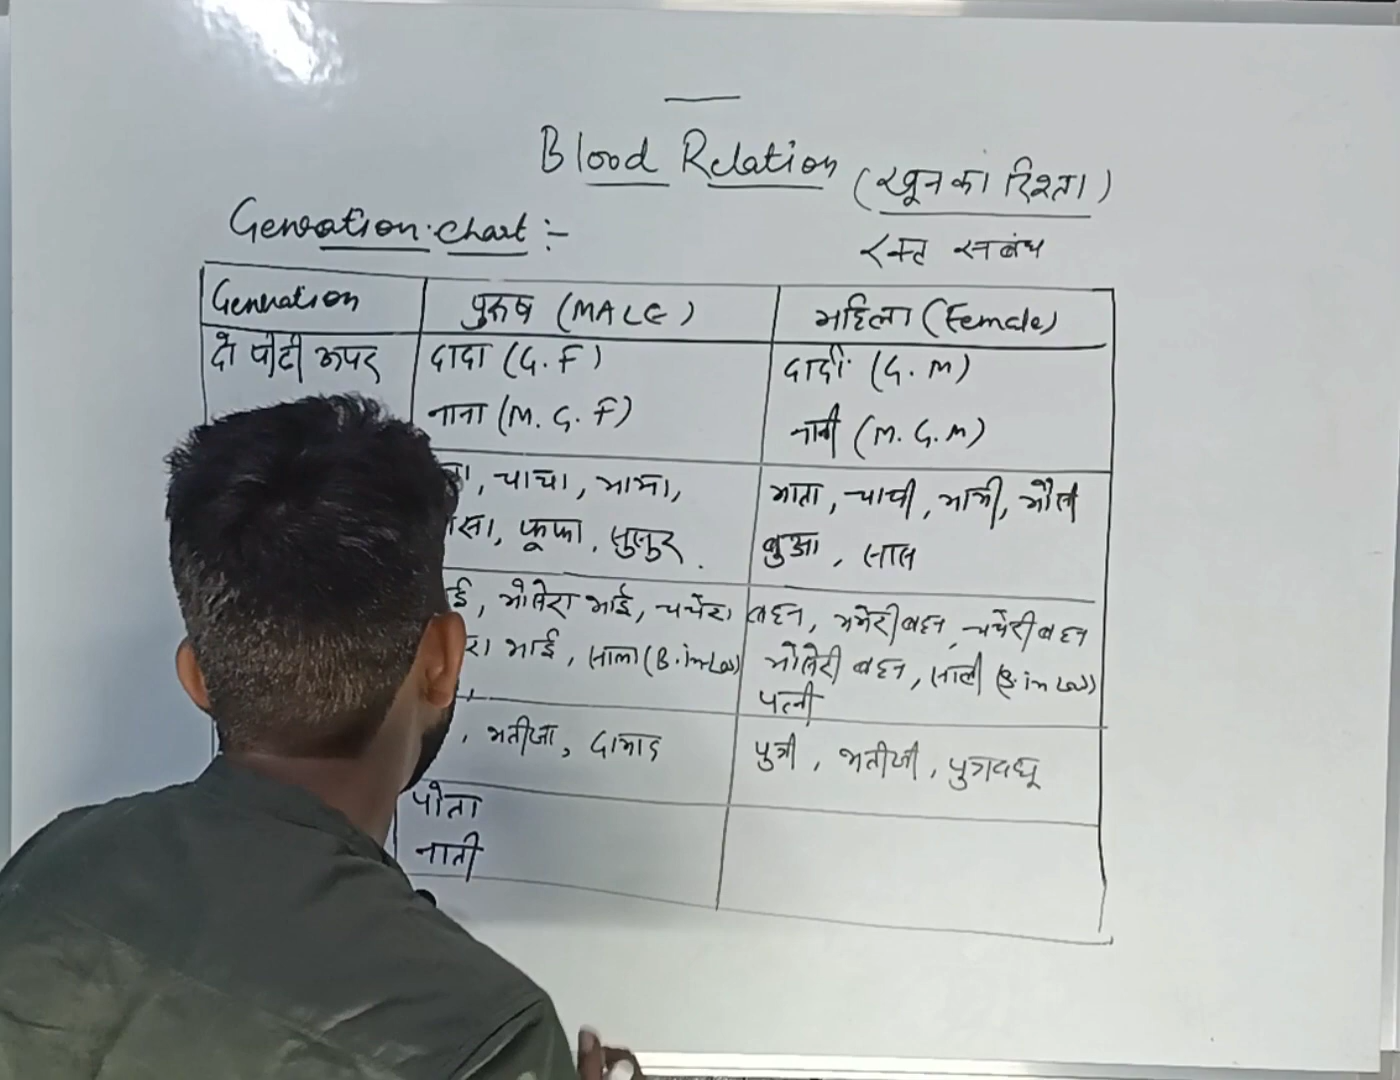 Blood Relation (खून का रिश्ता)
रक्त सबंध
Generation chart :-
Generation
पुरुष (MALE)
महिला (Female)
दो पीढी ऊपर
दादा (G.F)
दादी (G.M)
नाना (M.G.F)
नानी (M.G.M)
चाचा, मामा,
माता, चाची, मामी, मौसी
फूफा, ससुर
बुआ, सास
मौसेरा भाई, चचेरा
बहन, ममेरी बहन, चचेरी बहन
भाई, साला (B.in Law)
मौसेरी बहन, साली (S.in Law)
पत्नी
, भतीजा, दामाद
पुत्री, भतीजी, पुत्रवधू
पोता
नाती